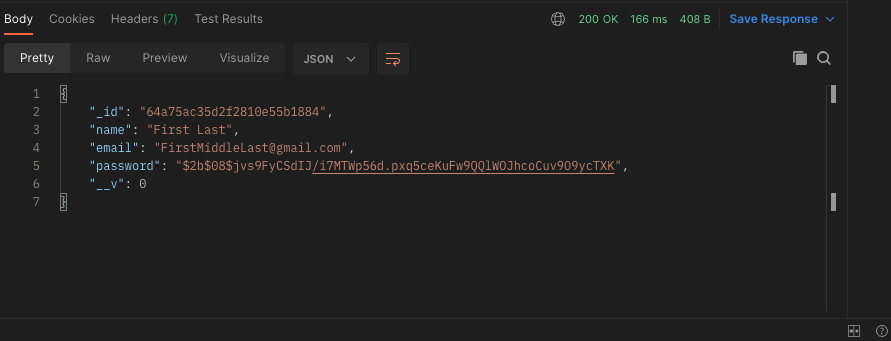 Body Cookies Headers (7) Test Results 200 OK 166 ms 408 B Save Response
Pretty Raw Preview Visualize JSON
1 {
2 "_id": "64a75ac35d2f2810e55b1884",
3 "name": "First Last",
4 "email": "FirstMiddleLast@gmail.com",
5 "password": "$2b$08$jvs9FyCSdIJ/i7MTWp56d.pxq5ceKuFw9QQlWOJhcoCuv9O9ycTXK",
6 "__v": 0
7 }